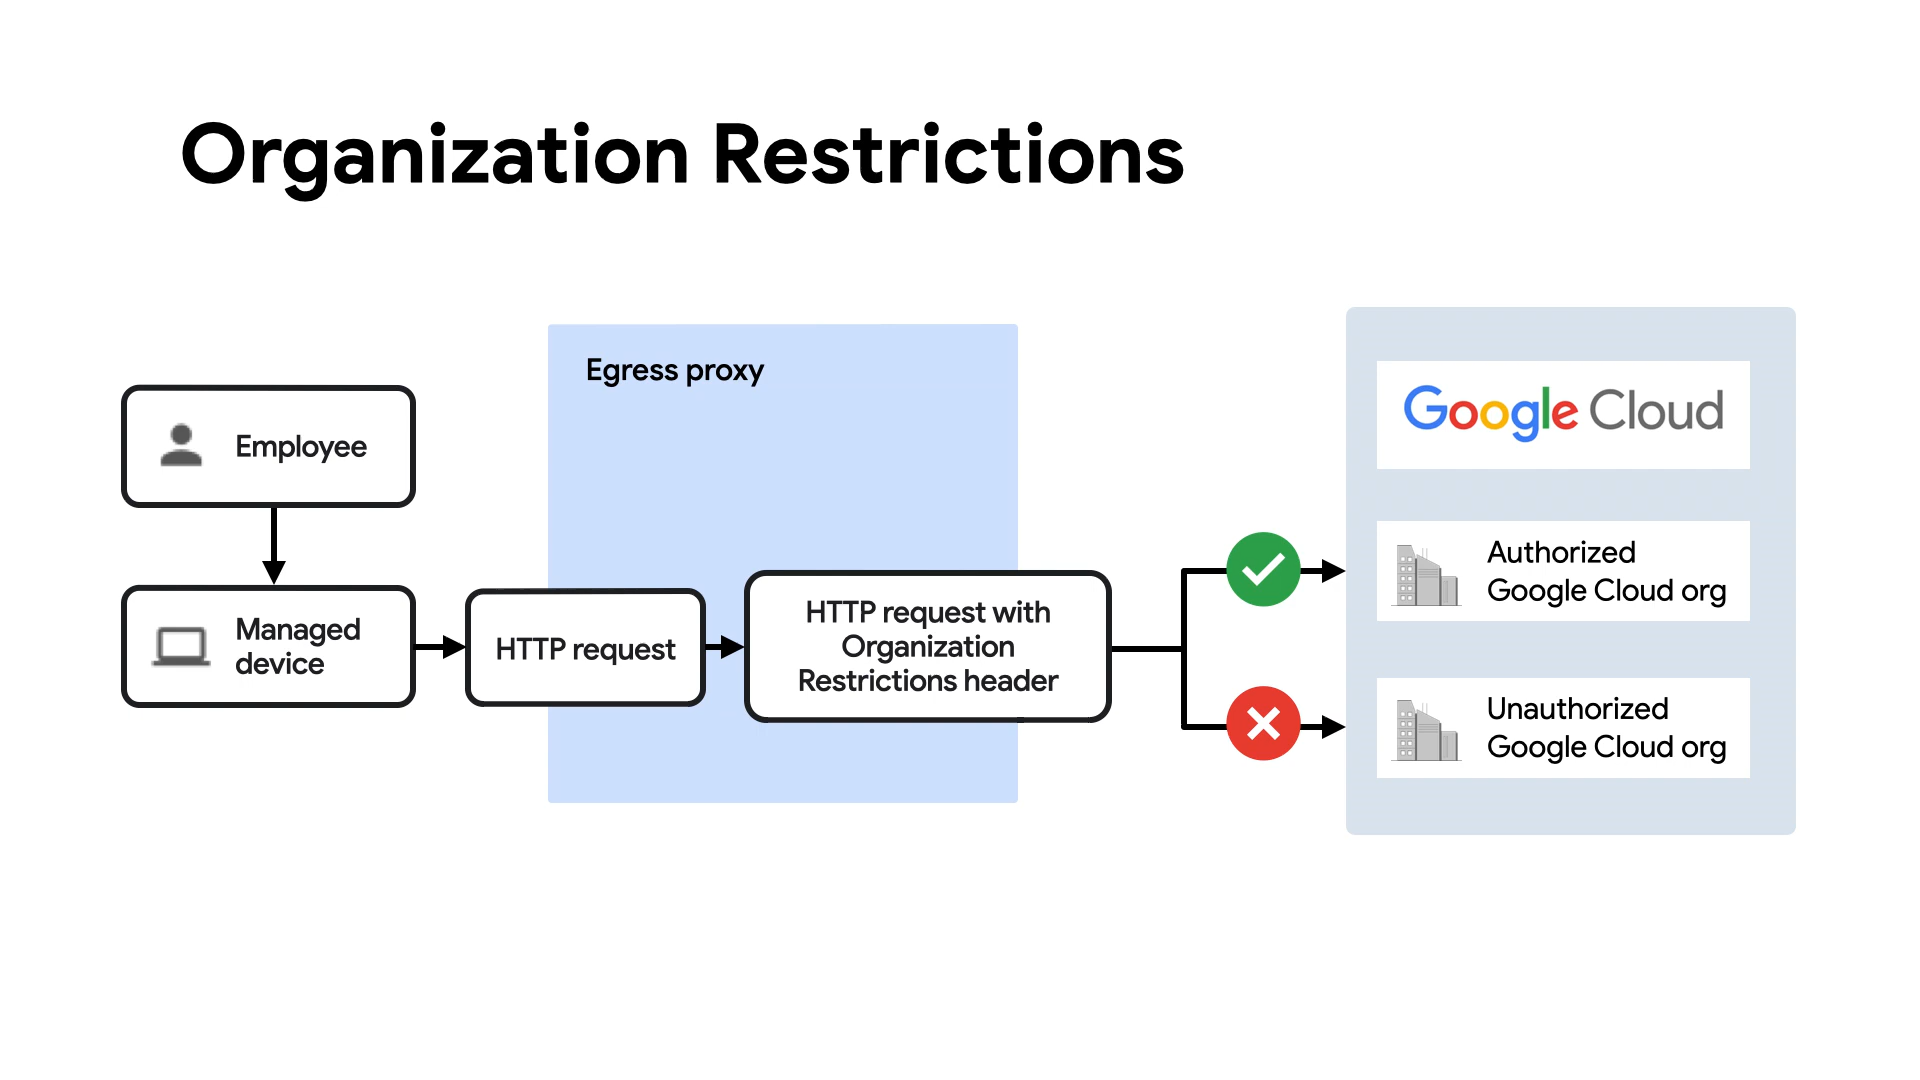 Organization Restrictions
Egress proxy
Employee
Managed
device
HTTP request
HTTP request with
Organization
Restrictions header
Google Cloud
Authorized
Google Cloud org
Unauthorized
Google Cloud org